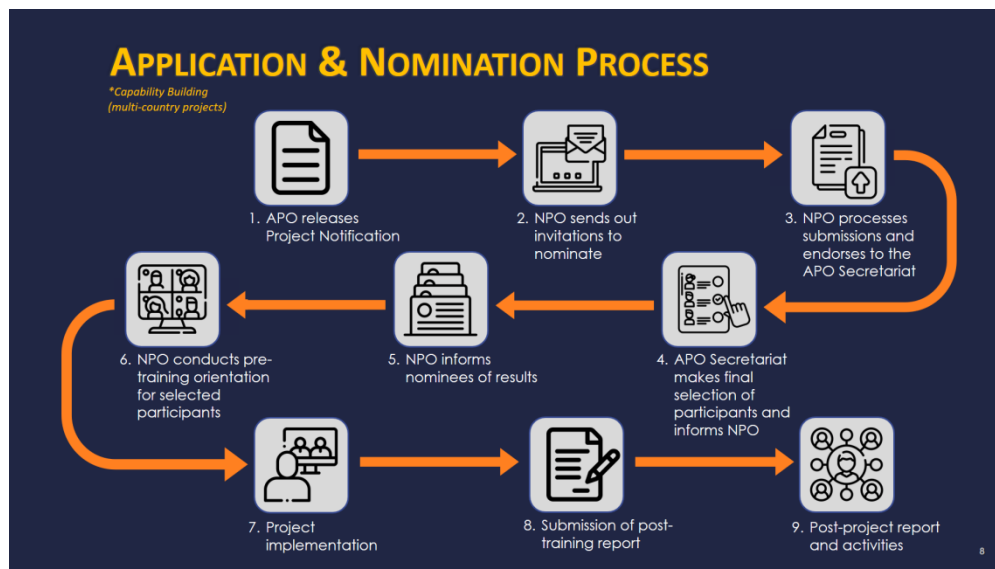 APPLICATION & NOMINATION PROCESS
*Capability Building
(multi-country projects)
1. APO releases
Project Notification
2. NPO sends out
invitations to
nominate
3. NPO processes
submissions and
endorses to the
APO Secretariat
4. APO Secretariat
makes final
selection of
participants and
informs NPO
5. NPO informs
nominees of results
6. NPO conducts pre-
training orientation
for selected
participants
7. Project
implementation
8. Submission of post-
training report
9. Post-project report
and activities
8